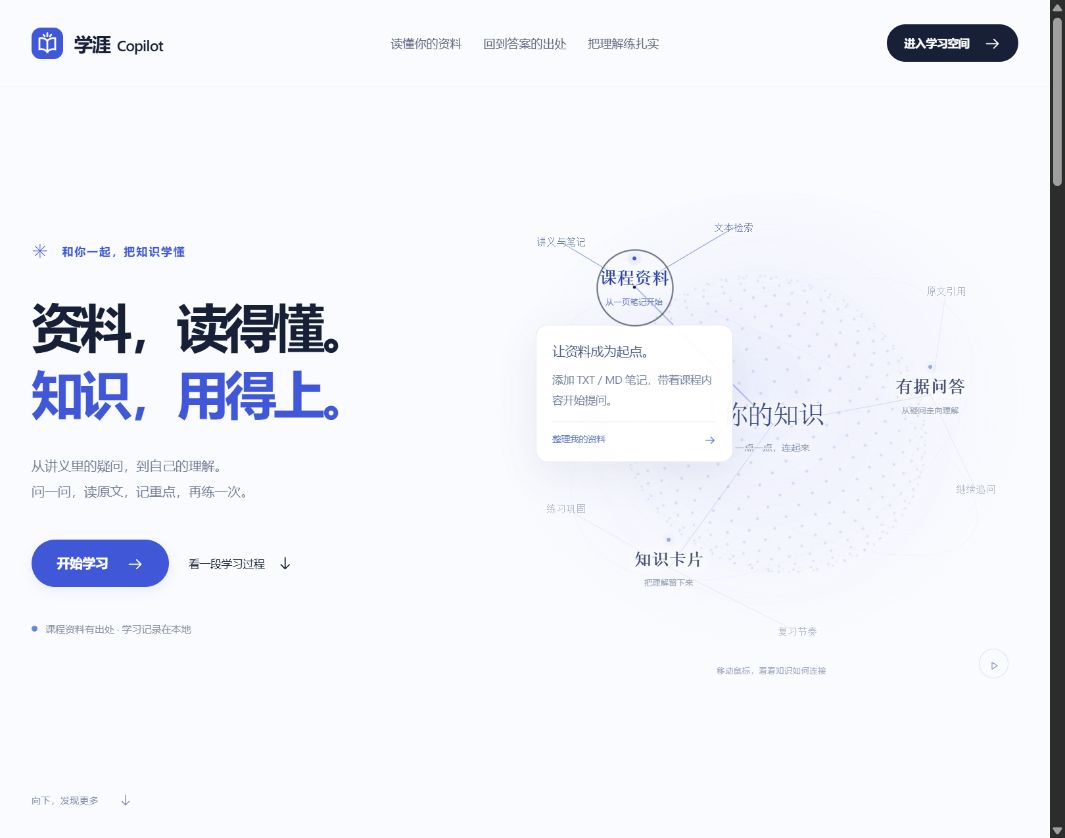 学涯 Copilot
读懂你的资料
回到答案的出处
把理解练扎实
进入学习空间
和你一起，把知识学懂
资料，读得懂。
知识，用得上。
从讲义里的疑问，到自己的理解。
问一问，读原文，记重点，再练一次。
开始学习
看一段学习过程
课程资料有出处 · 学习记录在本地
讲义与笔记
文本检索
课程资料
从一页笔记开始
原文引用
让资料成为起点。
添加 TXT / MD 笔记，带着课程内
容开始提问。
整理我的资料
有据问答
从疑问走向理解
你的知识
一点一点，连起来
继续追问
练习巩固
知识卡片
把理解留下来
复习节奏
移动鼠标，看看知识如何连接
向下，发现更多